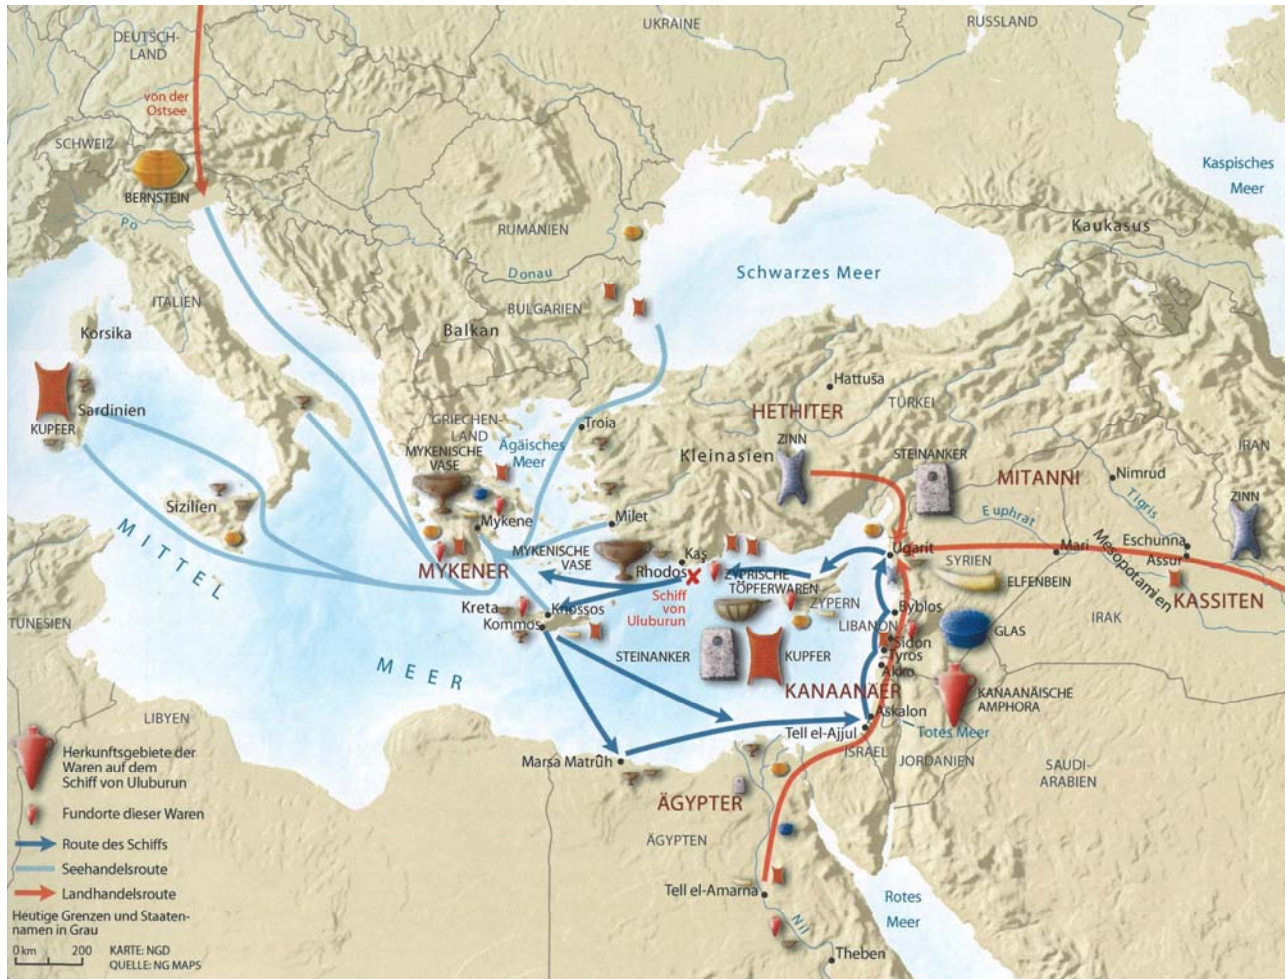 DEUTSCH-
LAND
UKRAINE
RUSSLAND
von der
Ostsee
SCHWEIZ
BERNSTEIN
Po
Kaspisches
Meer
Kaukasus
RUMÄNIEN
Donau
Schwarzes Meer
ITALIEN
BULGARIEN
Korsika
Balkan
Hattuša
HETHITER
TÜRKEI
Sardinien
KUPFER
GRIECHEN-
LAND
Troia
MYKENISCHE
VASE
Ägäisches
Meer
Kleinasien
ZINN
STEINANKER
MITANNI
IRAN
Nimrud
Tigris
ZINN
Sizilien
Mykene
Milet
Euphrat
MITTEL
MEER
MYKENISCHE
VASE
Kaş
Ugarit
Mari
Eschunna
Assur
Mesopotamien
MYKENER
Rhodos
ZYPRISCHE
TÖPFERWAREN
SYRIEN
ELFENBEIN
KASSITEN
Schiff
von
Uluburun
ZYPERN
Byblos
TUNESIEN
Kreta
Knossos
Kommos
LIBANON
GLAS
IRAK
Sidon
Tyros
STEINANKER
KUPFER
Akko
KANAANÄER
KANAANÄISCHE
AMPHORA
LIBYEN
Askalon
Tell el-Ajjul
Totes Meer
ISRAEL
JORDANIEN
SAUDI-
ARABIEN
Marsa Matrûh
ÄGYPTER
ÄGYPTEN
Tell el-Amarna
Nil
Rotes
Meer
Theben
Herkunftsgebiete der
Waren auf dem
Schiff von Uluburun
Fundorte dieser Waren
Route des Schiffs
Seehandelsroute
Landhandelsroute
Heutige Grenzen und Staaten-
namen in Grau
0 km 200
KARTE: NGD
QUELLE: NG MAPS